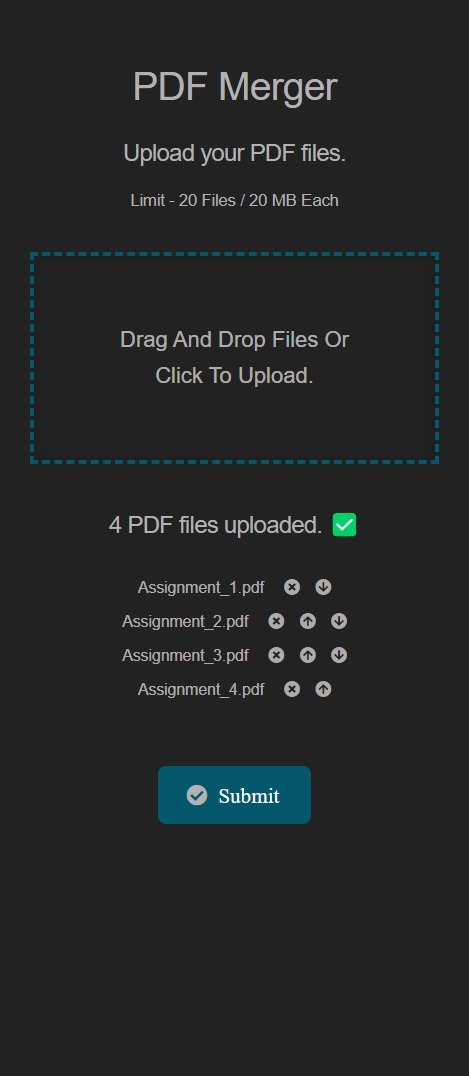 PDF Merger
Upload your PDF files.
Limit - 20 Files / 20 MB Each
Drag And Drop Files Or
Click To Upload.
4 PDF files uploaded. ✅
Assignment_1.pdf
Assignment_2.pdf
Assignment_3.pdf
Assignment_4.pdf
Submit